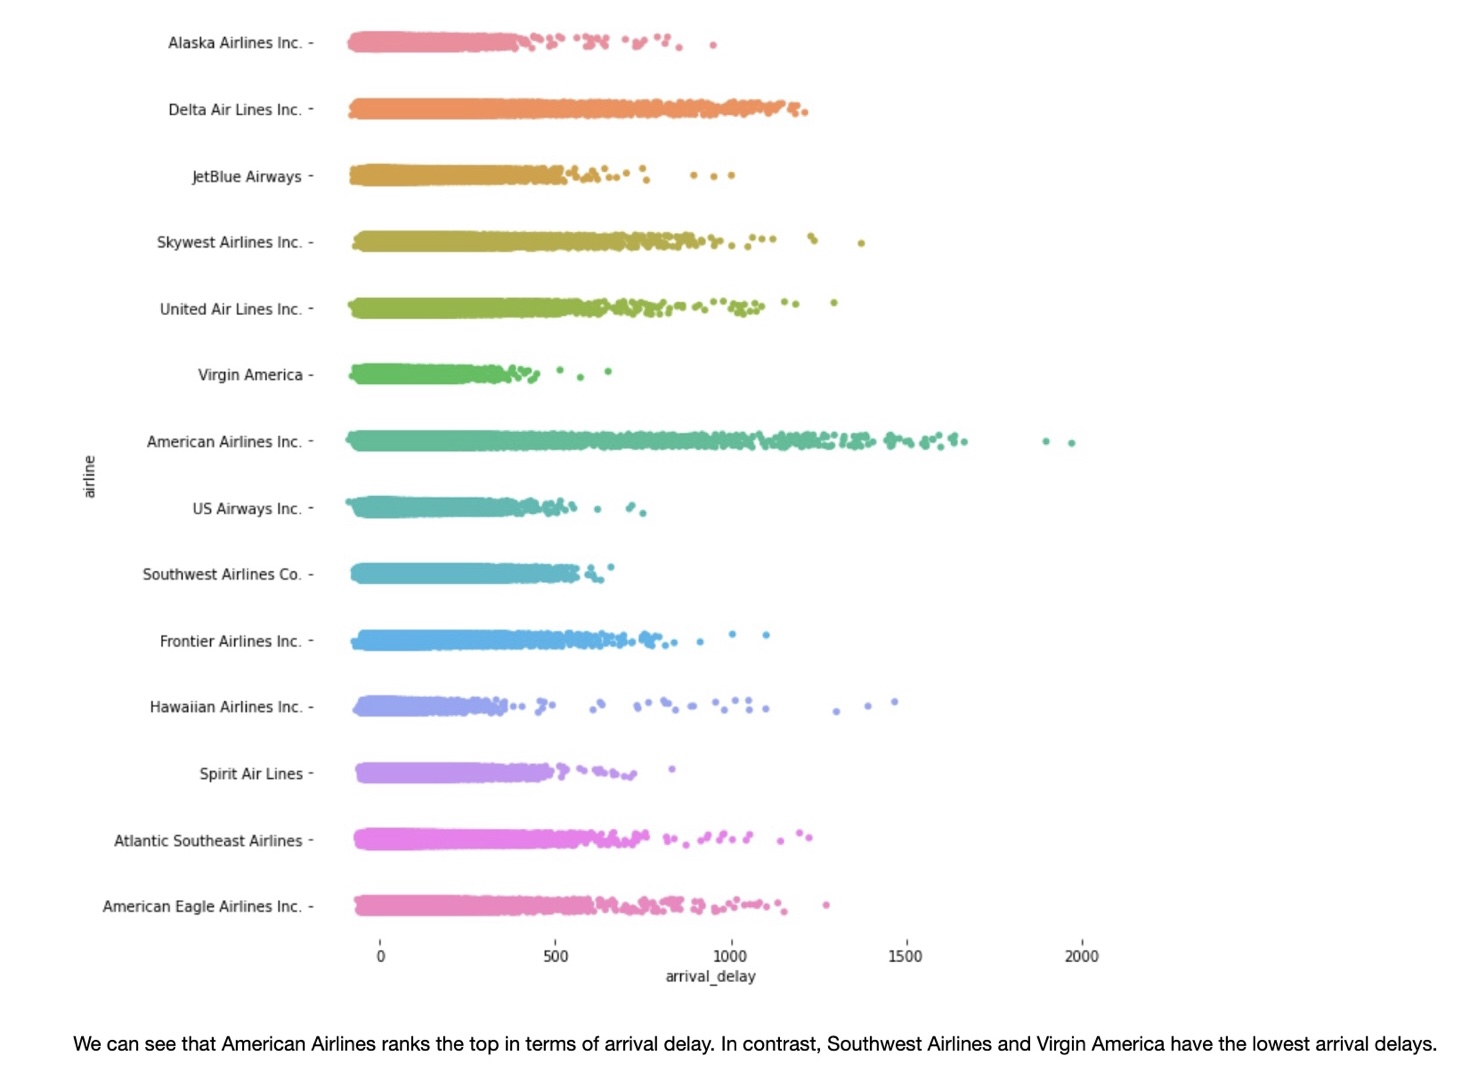 Alaska Airlines Inc.
Delta Air Lines Inc.
JetBlue Airways
Skywest Airlines Inc.
United Air Lines Inc.
Virgin America
American Airlines Inc.
airline
US Airways Inc.
Southwest Airlines Co.
Frontier Airlines Inc.
Hawaiian Airlines Inc.
Spirit Air Lines
Atlantic Southeast Airlines
American Eagle Airlines Inc.
0 500 1000 1500 2000
arrival_delay
We can see that American Airlines ranks the top in terms of arrival delay. In contrast, Southwest Airlines and Virgin America have the lowest arrival delays.